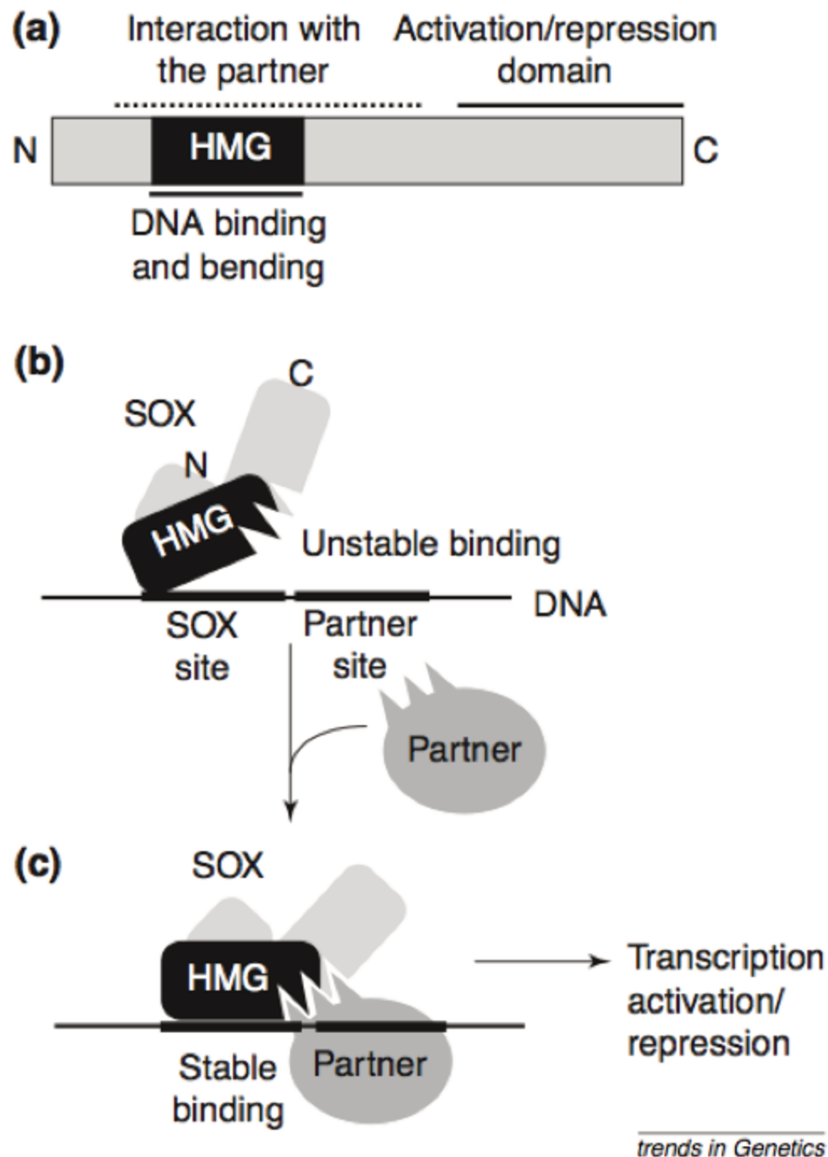 (a)
Interaction with
the partner
Activation/repression
domain
N
HMG
C
DNA binding
and bending
(b)
C
SOX
N
HMG
Unstable binding
DNA
SOX
site
Partner
site
Partner
(c)
SOX
HMG
Transcription
activation/
repression
Stable
binding
Partner
trends in Genetics